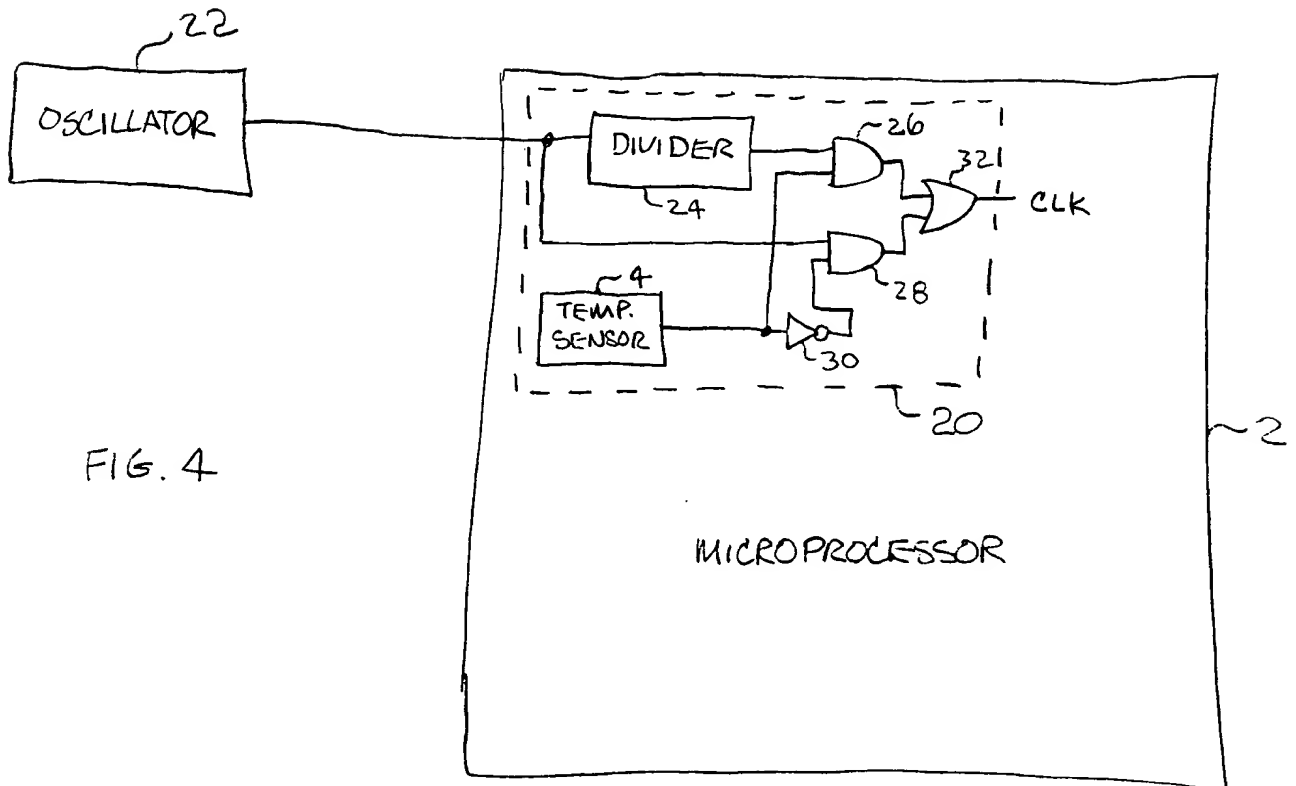 22
OSCILLATOR
DIVIDER
24
26
32
CLK
28
4
TEMP.
SENSOR
30
20
2
FIG. 4
MICROPROCESSOR